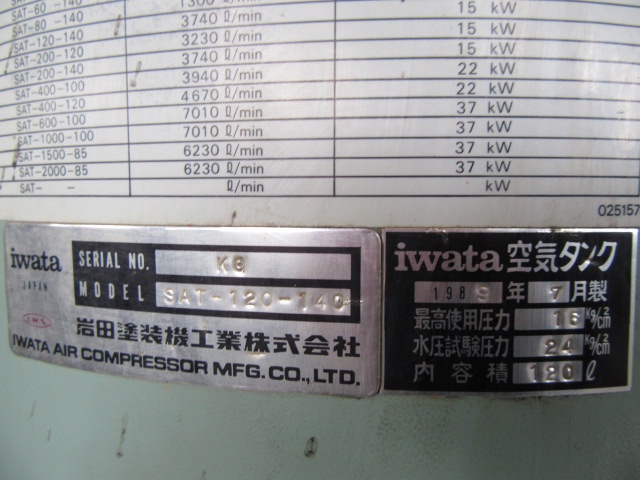 SAT-60 -140 1300 ℓ/min 15 kW
SAT-80 -140 3740 ℓ/min 15 kW
SAT-120-140 3230 ℓ/min 15 kW
SAT-200-120 3740 ℓ/min 22 kW
SAT-200-140 3940 ℓ/min 22 kW
SAT-400-100 4670 ℓ/min 37 kW
SAT-400-120 7010 ℓ/min 37 kW
SAT-600-100 7010 ℓ/min 37 kW
SAT-1000-100 6230 ℓ/min 37 kW
SAT-1500-85 6230 ℓ/min kW
SAT-2000-85 ℓ/min
SAT- -
025157
iwata
JAPAN
SERIAL NO. KG
MODEL SAT-120-140
岩田塗装機工業株式会社
IWATA AIR COMPRESSOR MFG.CO.,LTD.
iwata 空気タンク
1989年 7月製
最高使用圧力 16 Kg/cm²
水圧試験圧力 24 Kg/cm²
内容積 120 ℓ